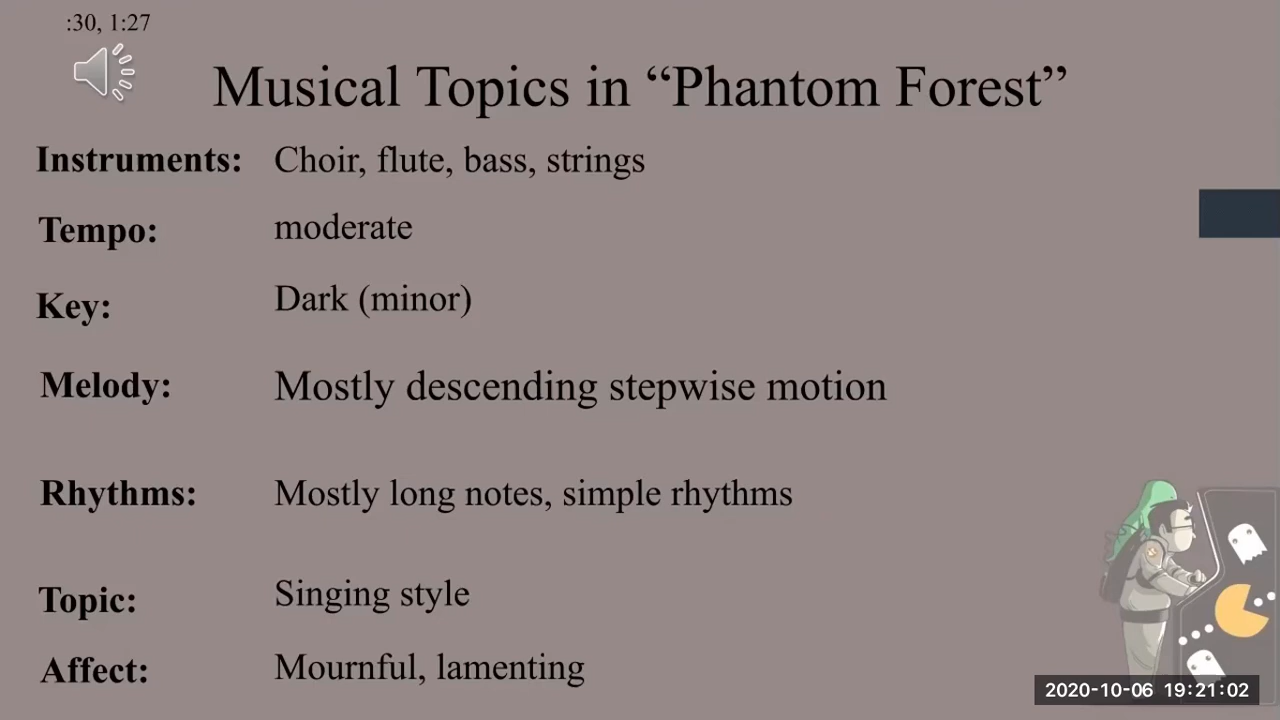 :30, 1:27
Musical Topics in “Phantom Forest”
Instruments: Choir, flute, bass, strings
Tempo: moderate
Key: Dark (minor)
Melody: Mostly descending stepwise motion
Rhythms: Mostly long notes, simple rhythms
Topic: Singing style
Affect: Mournful, lamenting
2020-10-06 19:21:02